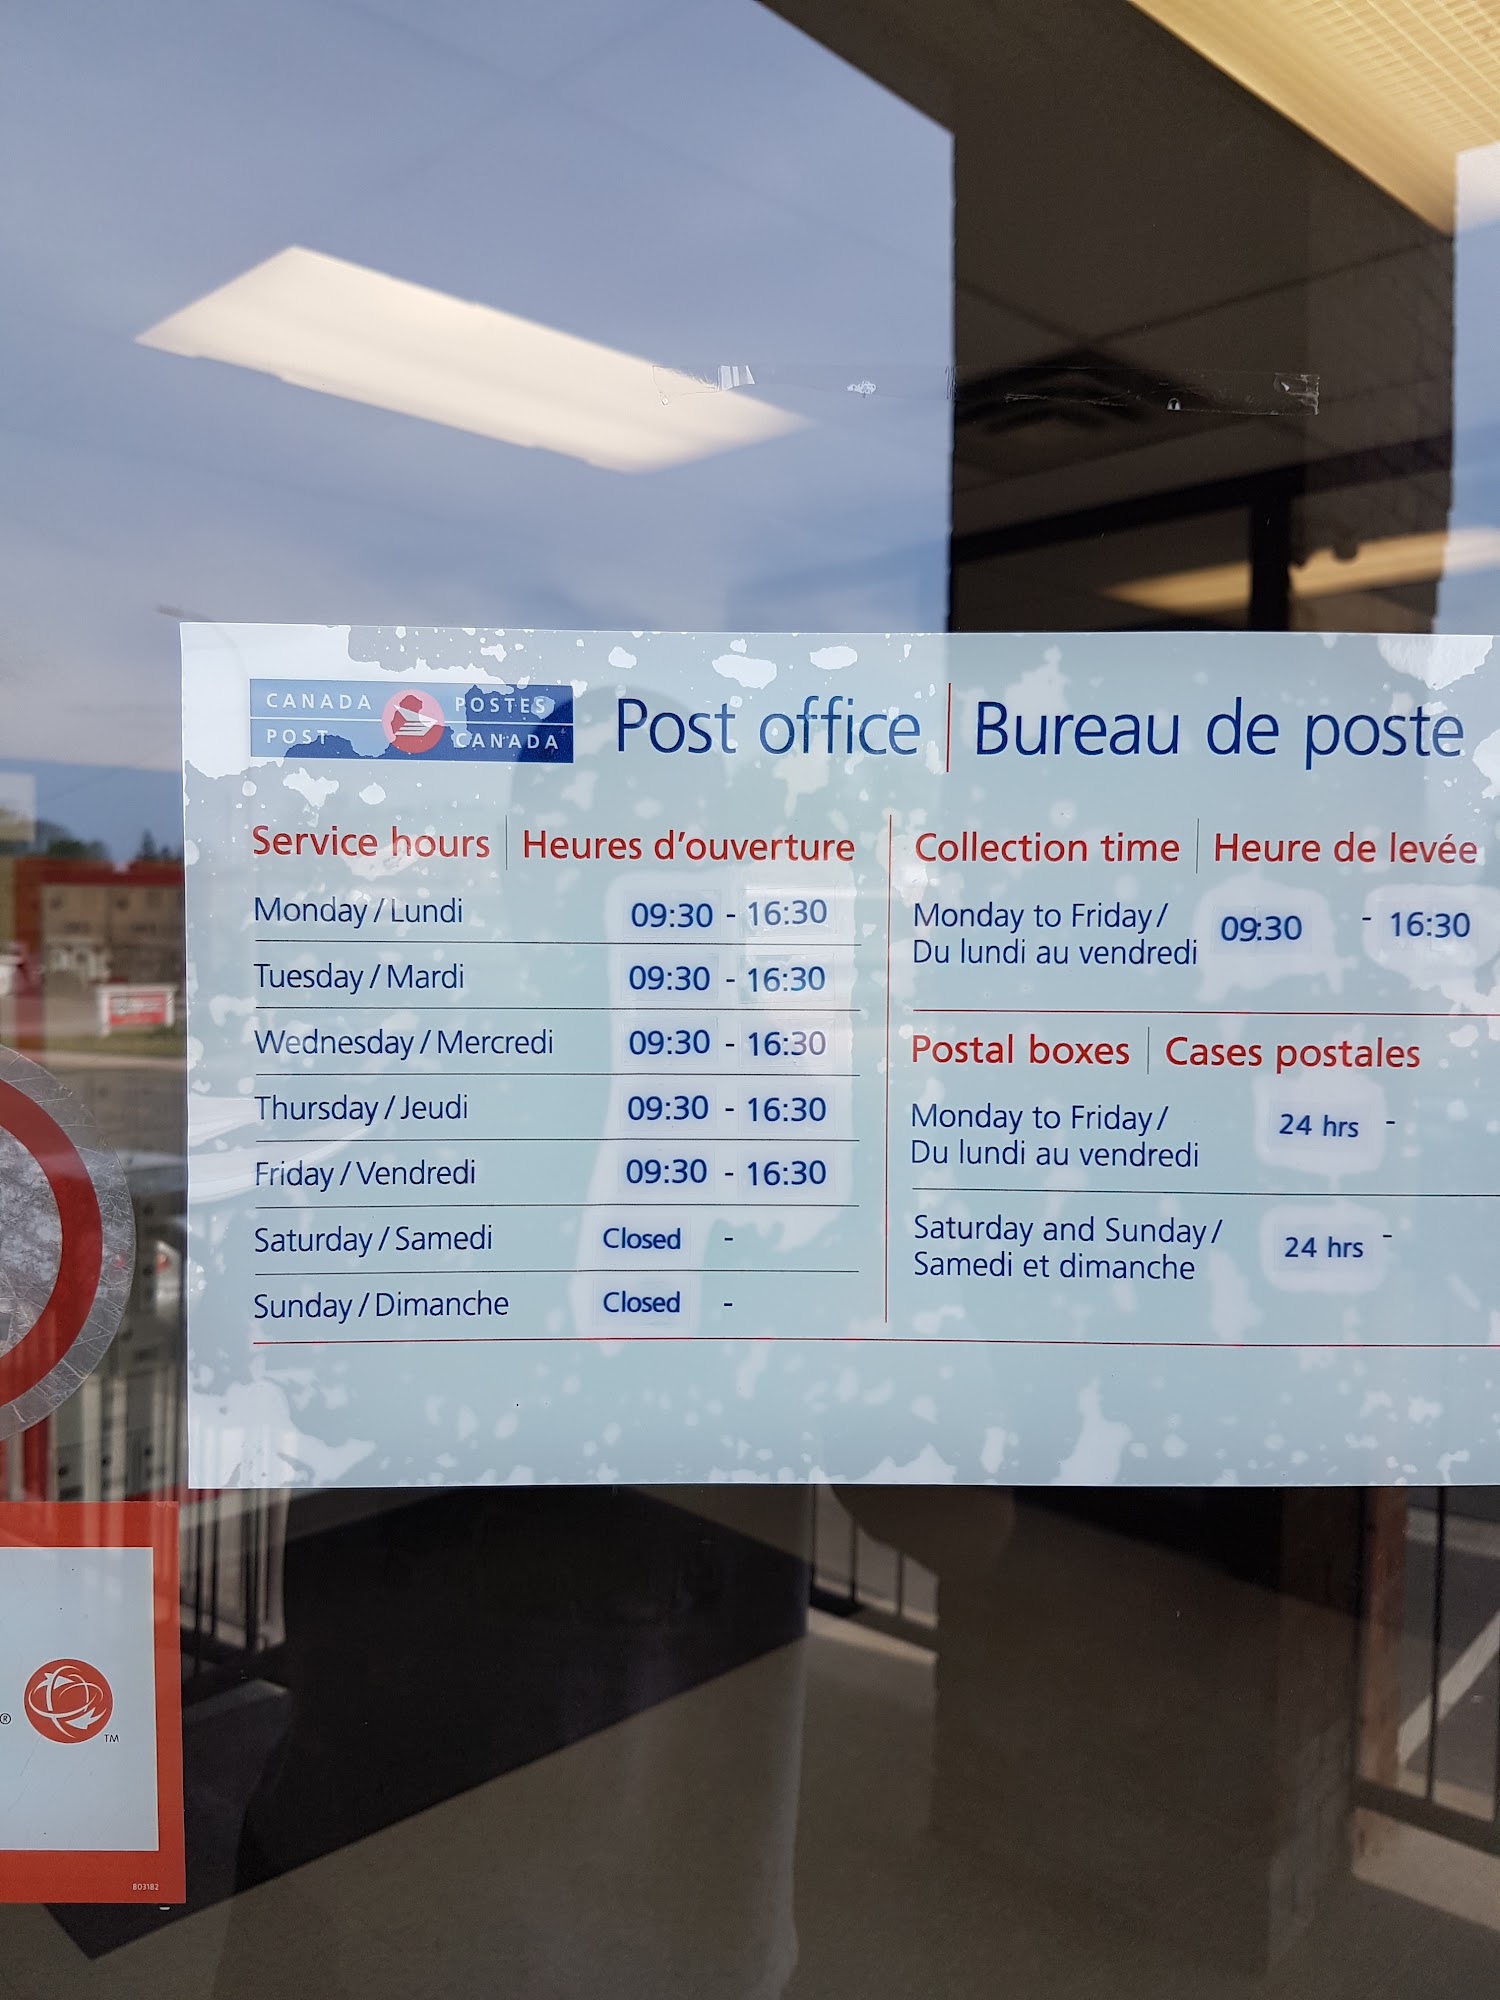 CANADA POSTES
POST CANADA
Post office | Bureau de poste
Service hours | Heures d'ouverture
Monday / Lundi 09:30 - 16:30
Tuesday / Mardi 09:30 - 16:30
Wednesday / Mercredi 09:30 - 16:30
Thursday / Jeudi 09:30 - 16:30
Friday / Vendredi 09:30 - 16:30
Saturday / Samedi Closed -
Sunday / Dimanche Closed -
Collection time | Heure de levée
Monday to Friday / 09:30 - 16:30
Du lundi au vendredi
Postal boxes | Cases postales
Monday to Friday / 24 hrs -
Du lundi au vendredi
Saturday and Sunday / 24 hrs -
Samedi et dimanche
® TM
B03182